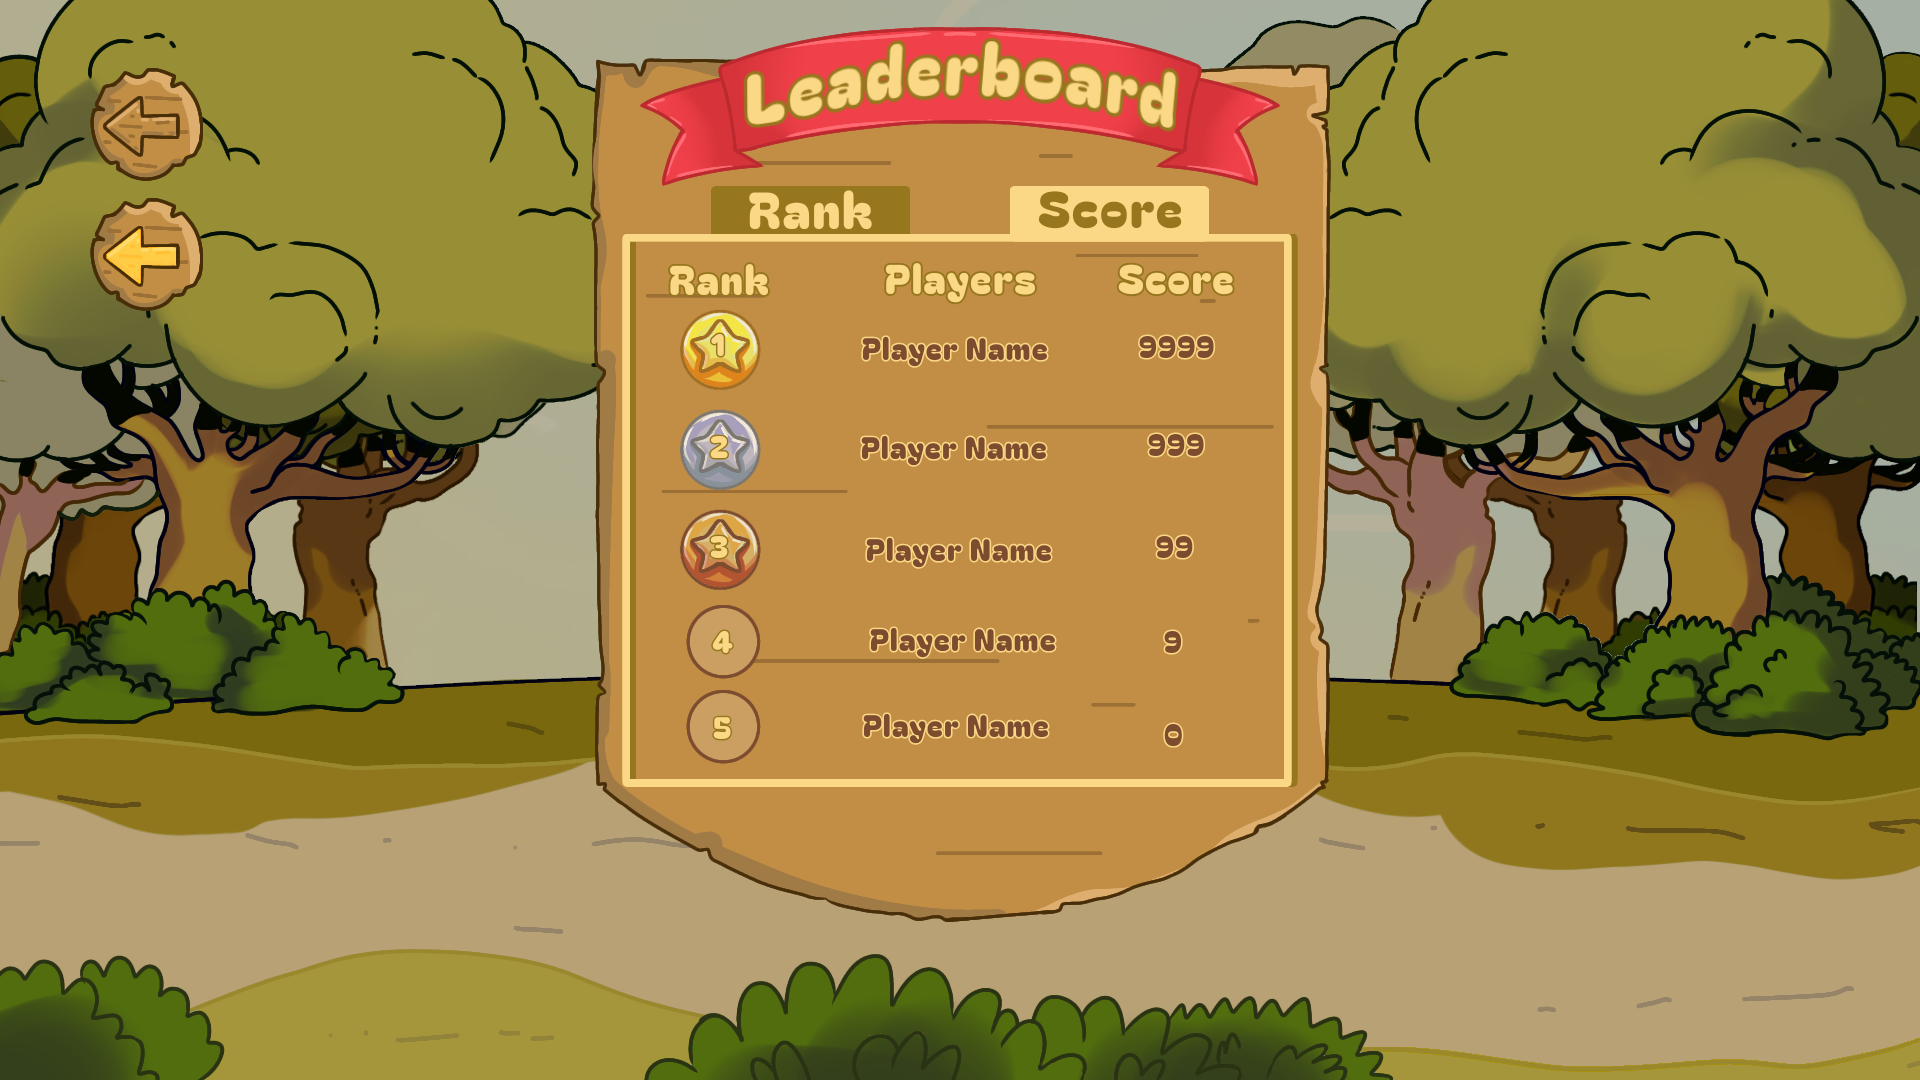 Leaderboard
Rank Score
Rank Players Score
1 Player Name 9999
2 Player Name 999
3 Player Name 99
4 Player Name 9
5 Player Name 0